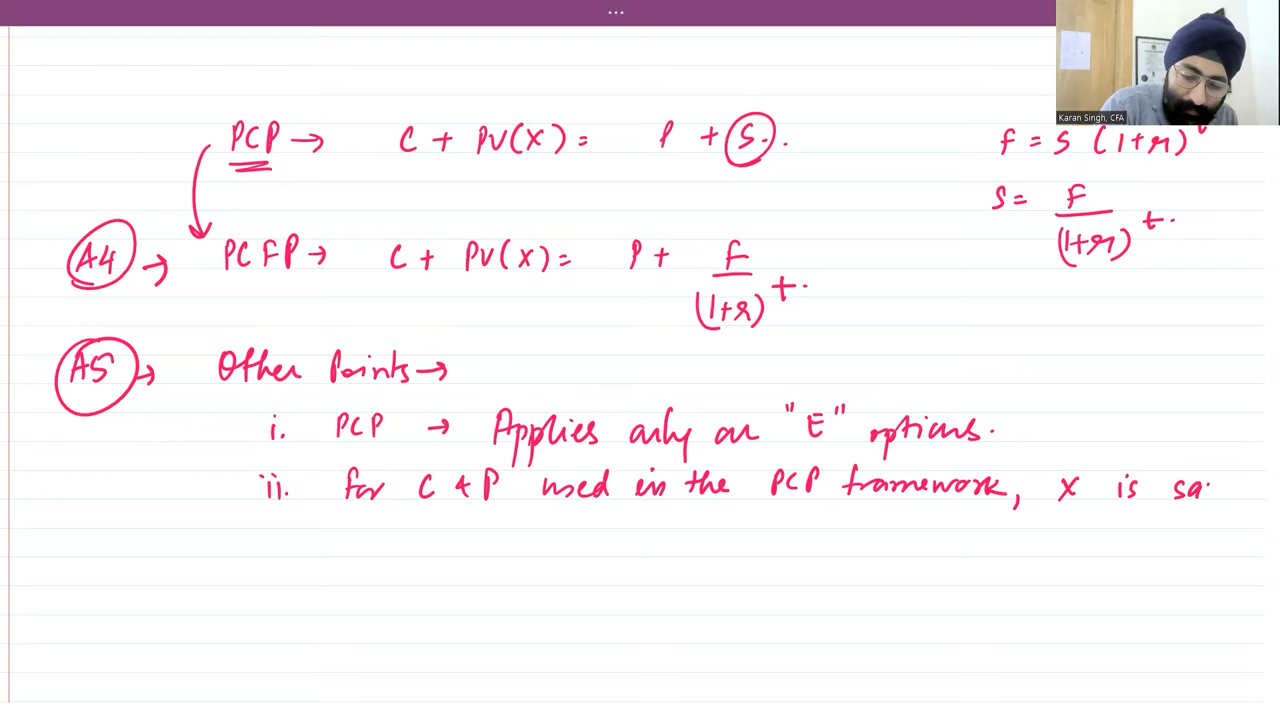 Karan Singh, CFA
PCP → C + PV(X) = P + S.
f = S (1+r)^t
S = F / (1+r)^t.
A4 → PCFP → C + PV(X) = P + F / (1+r)^t.
A5 → Other Points →
i. PCP → Applies only on "E" options.
ii. for C & P used in the PCP framework, X is sa